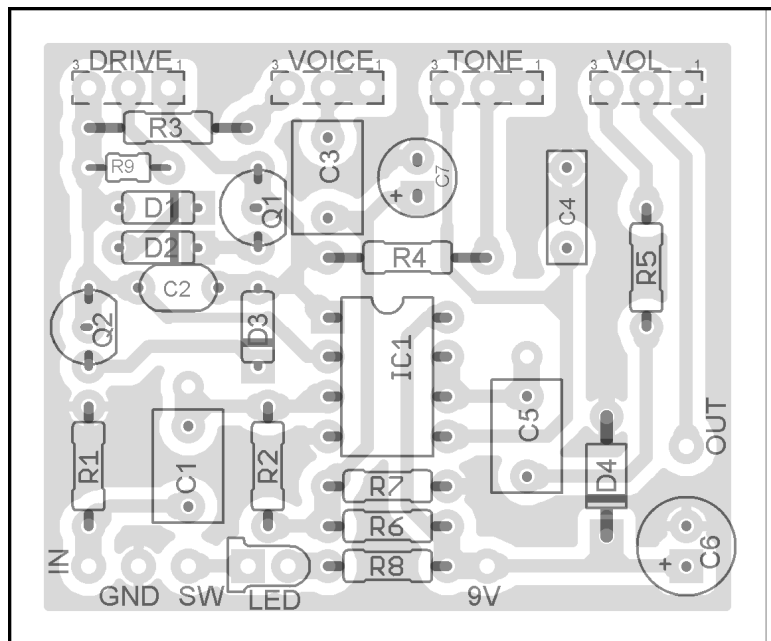 DRIVE VOICE TONE VOL
3 1 3 1 3 1 3 1
R3
R9
C3
C7
+
D1
Q1
C4
D2
R4
R5
C2
Q2
D3
IC1
C5
OUT
R1
C1
R2
R7
D4
R6
C6
+
IN
R8
GND SW LED 9V